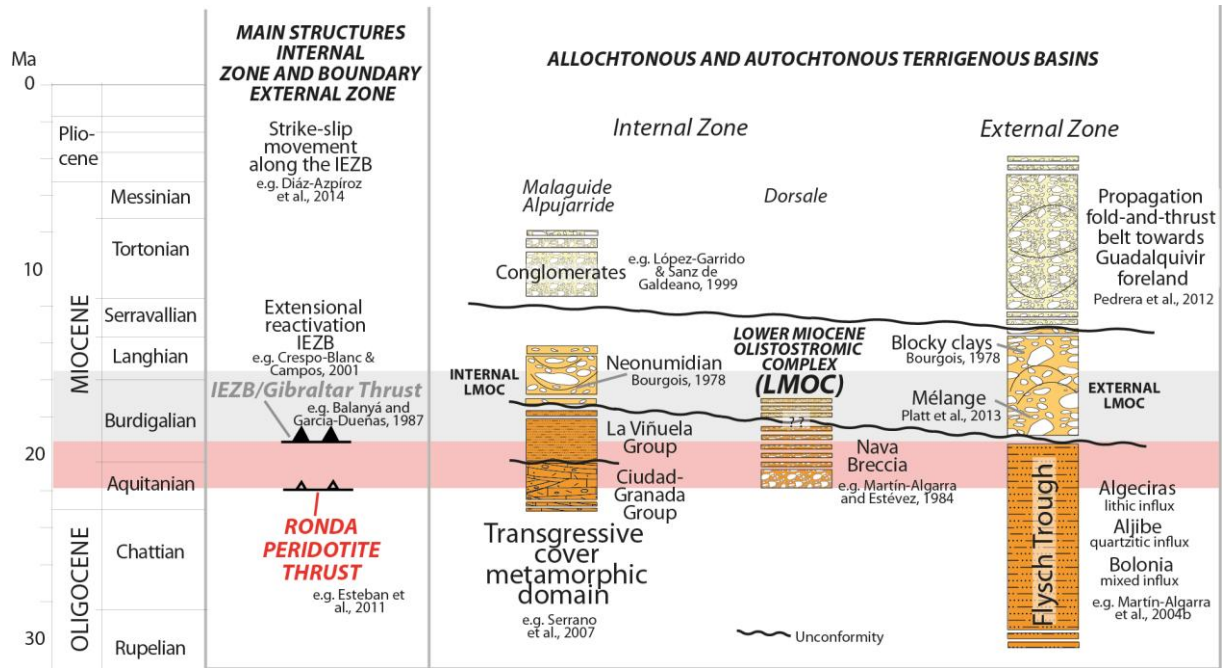 MAIN STRUCTURES
INTERNAL
ZONE AND BOUNDARY
EXTERNAL ZONE
ALLOCHTONOUS AND AUTOCHTONOUS TERRIGENOUS BASINS
Ma
0
10
20
30
MIOCENE
OLIGOCENE
Plio-
cene
Messinian
Tortonian
Serravallian
Langhian
Burdigalian
Aquitanian
Chattian
Rupelian
Strike-slip
movement
along the IEZB
e.g. Diáz-Azpíroz
et al., 2014
Extensional
reactivation
IEZB
e.g. Crespo-Blanc &
Campos, 2001
IEZB/Gibraltar Thrust
e.g. Balanyá and
García-Dueñas, 1987
RONDA
PERIDOTITE
THRUST
e.g. Esteban et
al., 2011
Internal Zone
External Zone
Malaguide
Alpujarride
Dorsale
Conglomerates
e.g. López-Garrido
& Sanz de
Galdeano, 1999
INTERNAL
LMOC
Neonumidian
Bourgois, 1978
LOWER MIOCENE
OLISTOSTROMIC
COMPLEX
(LMOC)
? ?
La Viñuela
Group
Ciudad-
Granada
Group
Transgressive
cover
metamorphic
domain
e.g. Serrano
et al., 2007
Nava
Breccia
e.g. Martín-Algarra
and Estévez, 1984
Unconformity
Blocky clays
Bourgois, 1978
Mélange
Platt et al., 2013
EXTERNAL
LMOC
Propagation
fold-and-thrust
belt towards
Guadalquivir
foreland
Pedrera et al., 2012
Flysch Trough
Algeciras
lithic influx
Aljibe
quartzitic influx
Bolonia
mixed influx
e.g. Martín-Algarra
et al., 2004b